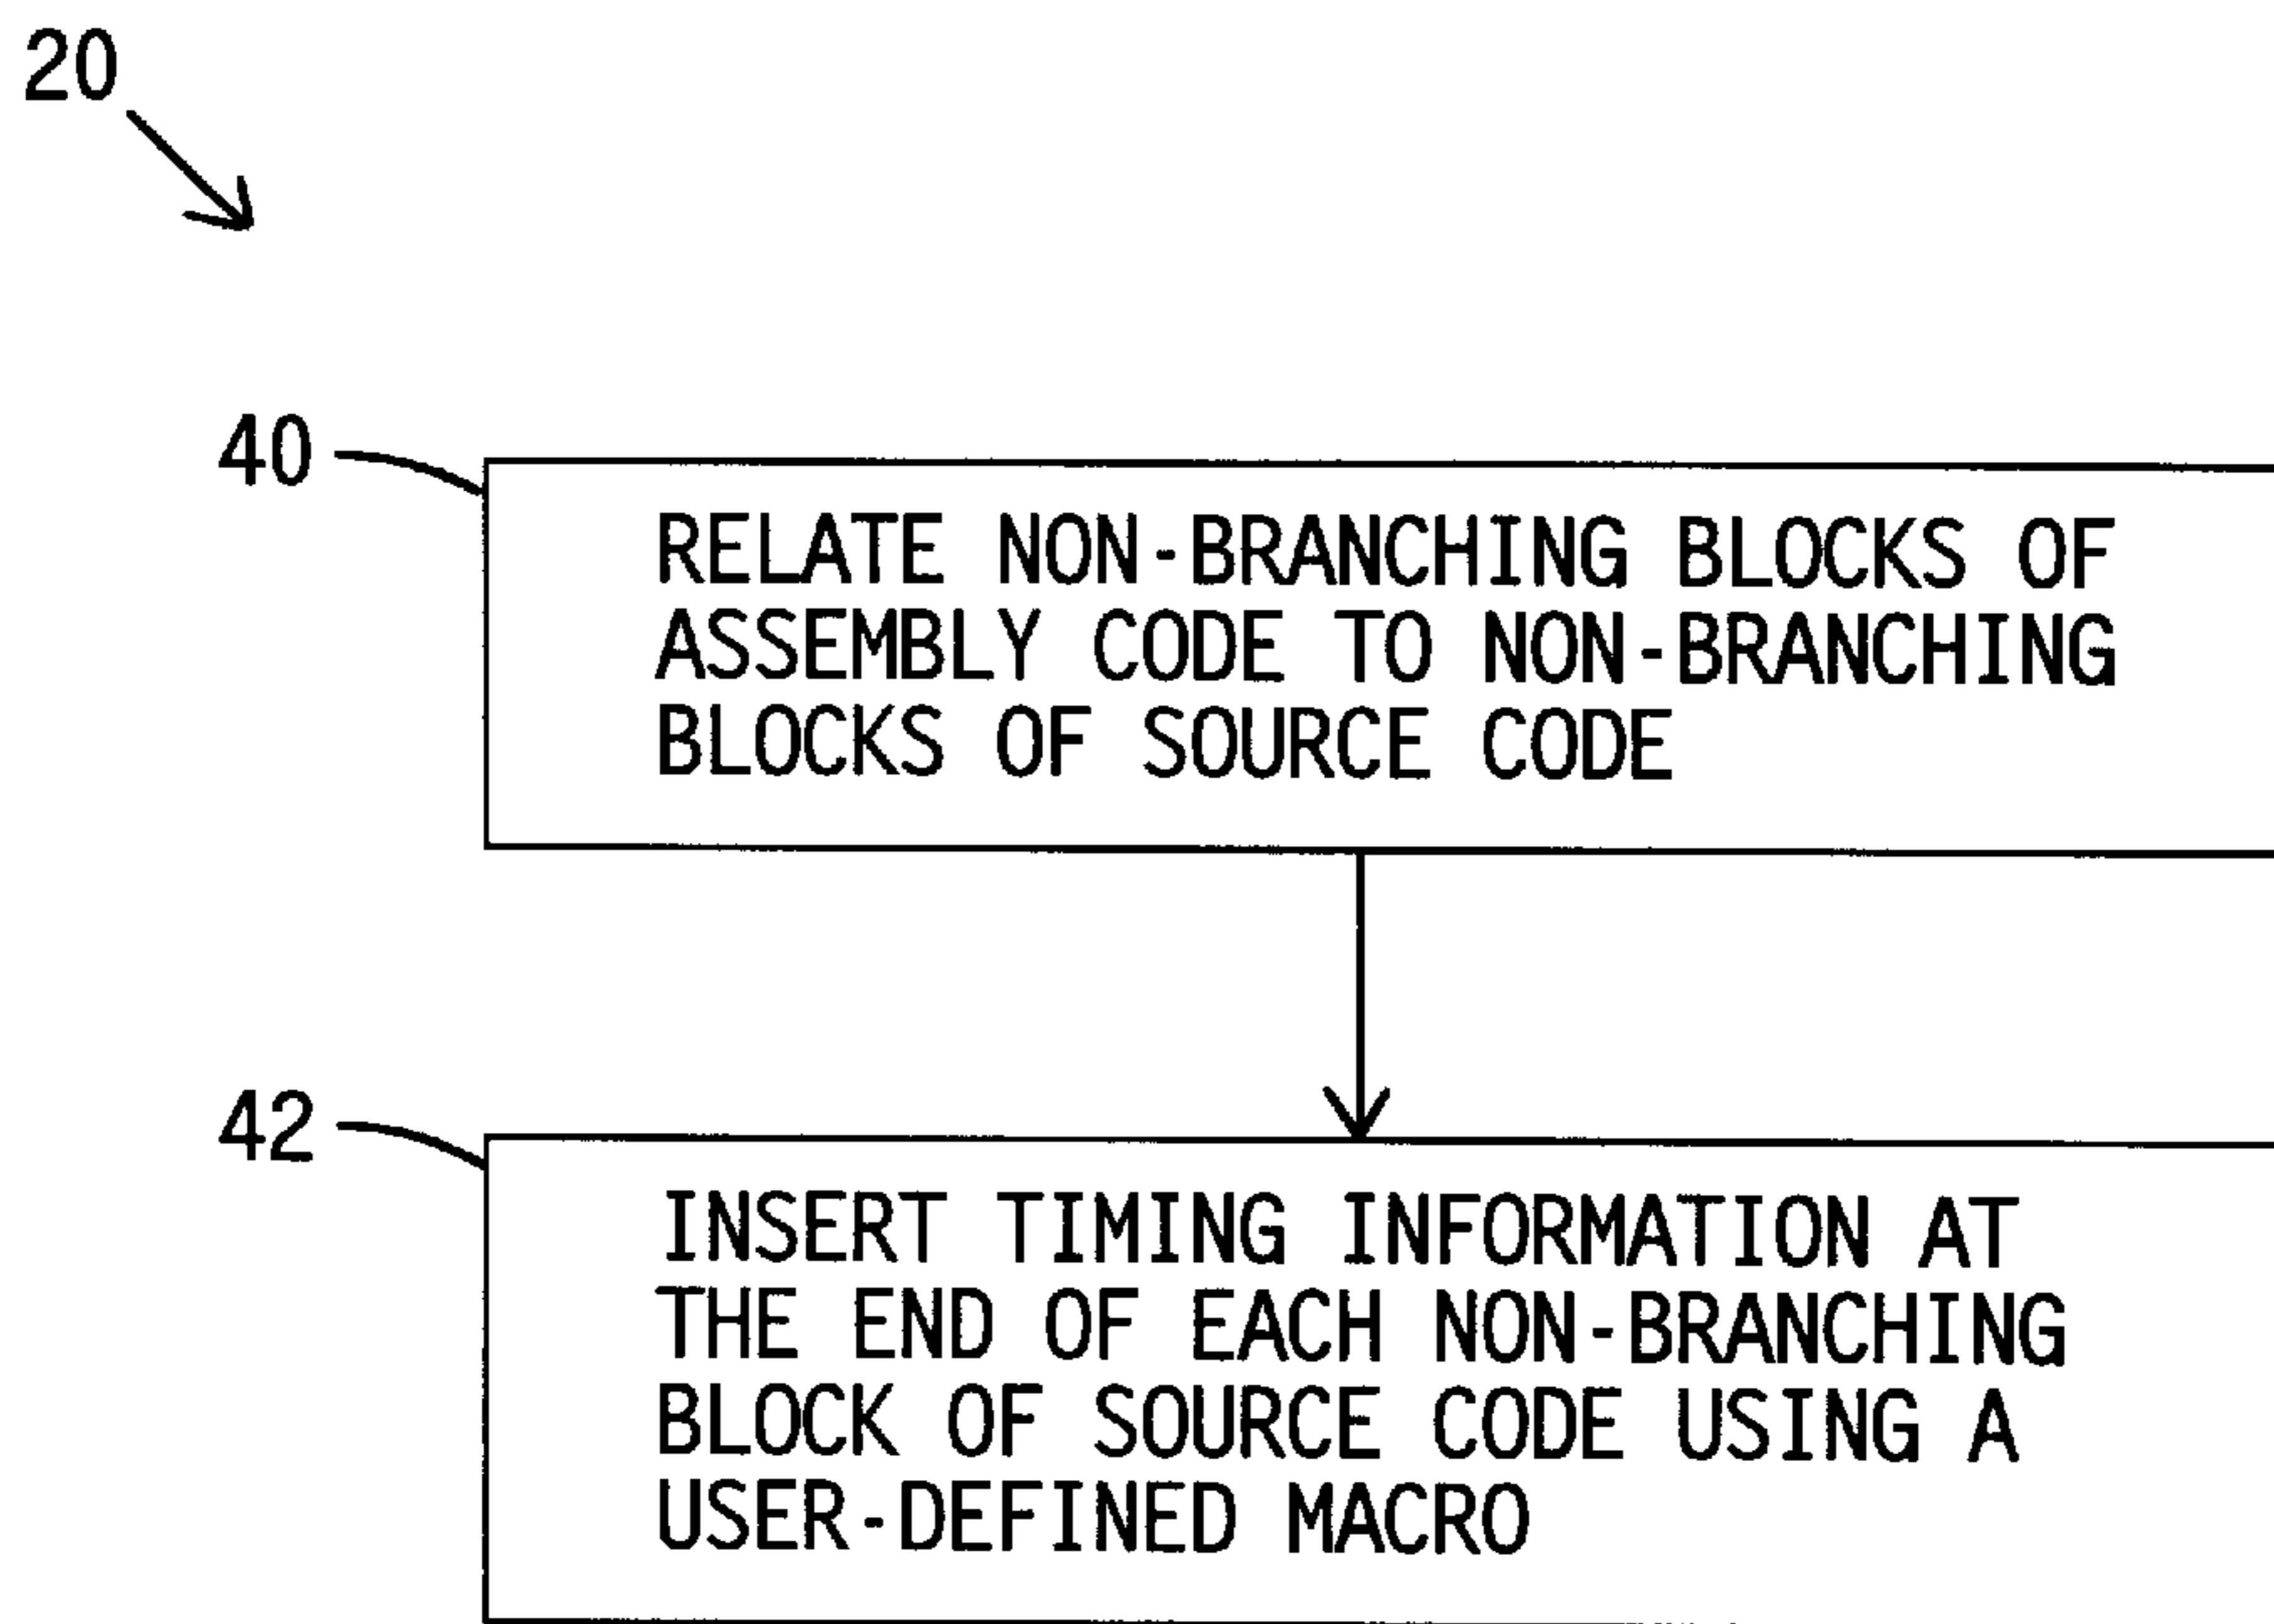 20
40
RELATE NON-BRANCHING BLOCKS OF
ASSEMBLY CODE TO NON-BRANCHING
BLOCKS OF SOURCE CODE
42
INSERT TIMING INFORMATION AT
THE END OF EACH NON-BRANCHING
BLOCK OF SOURCE CODE USING A
USER-DEFINED MACRO